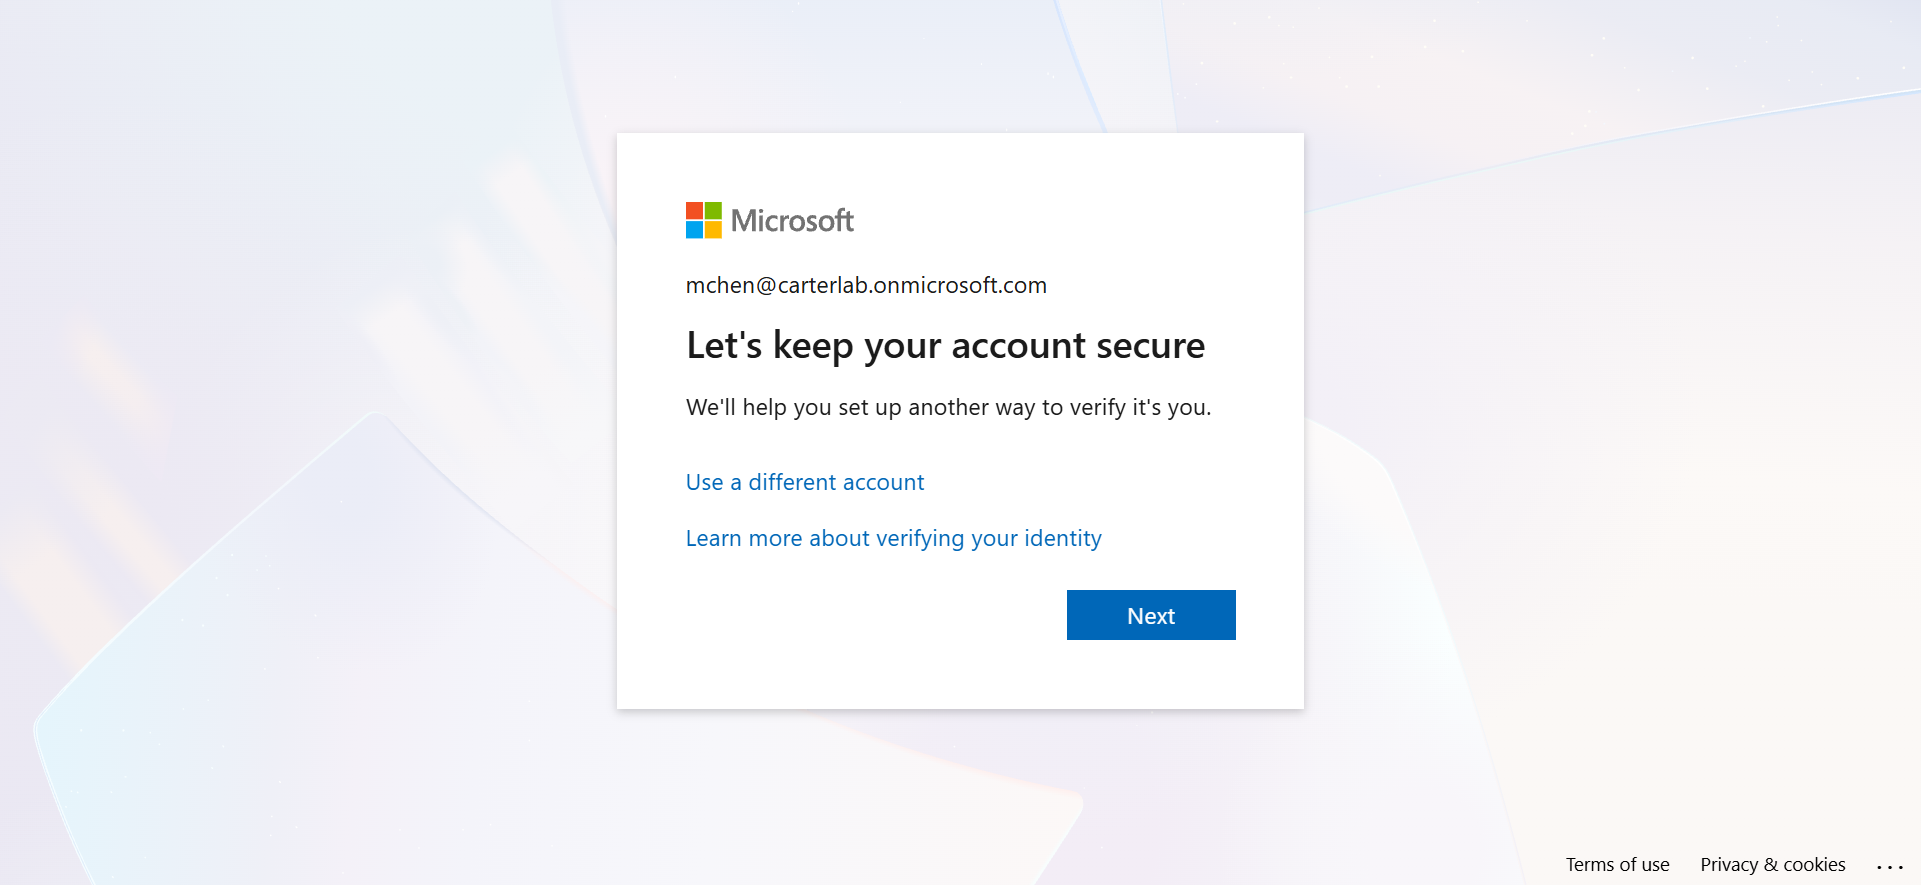 Microsoft
mchen@carterlab.onmicrosoft.com
Let's keep your account secure
We'll help you set up another way to verify it's you.
Use a different account
Learn more about verifying your identity
Next
Terms of use Privacy & cookies ...